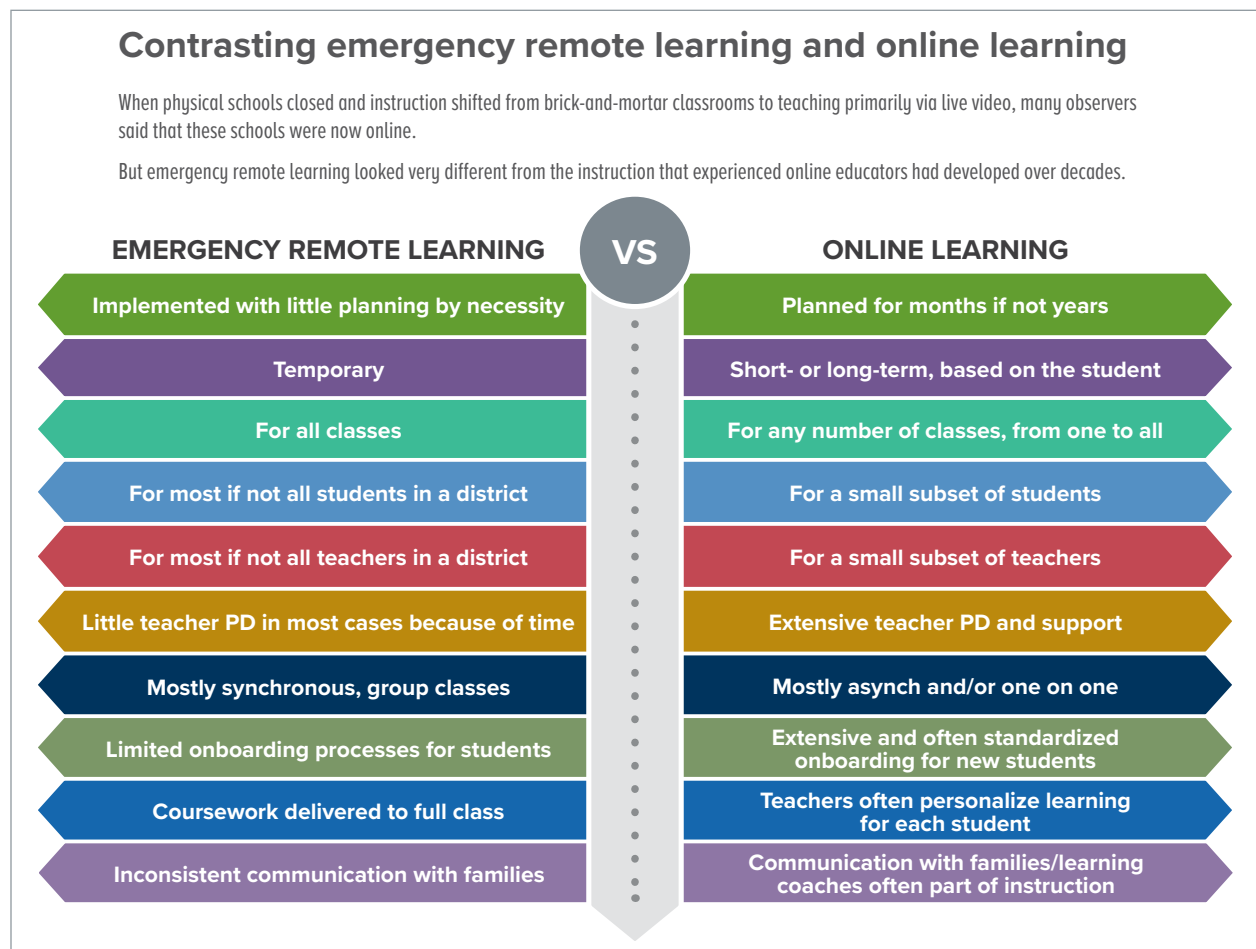 Contrasting emergency remote learning and online learning
When physical schools closed and instruction shifted from brick-and-mortar classrooms to teaching primarily via live video, many observers
said that these schools were now online.
But emergency remote learning looked very different from the instruction that experienced online educators had developed over decades.
EMERGENCY REMOTE LEARNING
VS
ONLINE LEARNING
Implemented with little planning by necessity
Planned for months if not years
Temporary
Short- or long-term, based on the student
For all classes
For any number of classes, from one to all
For most if not all students in a district
For a small subset of students
For most if not all teachers in a district
For a small subset of teachers
Little teacher PD in most cases because of time
Extensive teacher PD and support
Mostly synchronous, group classes
Mostly asynch and/or one on one
Limited onboarding processes for students
Extensive and often standardized
onboarding for new students
Coursework delivered to full class
Teachers often personalize learning
for each student
Inconsistent communication with families
Communication with families/learning
coaches often part of instruction